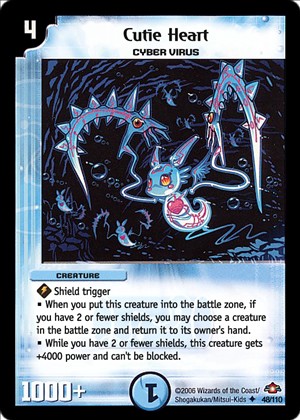 4
Cutie Heart
CYBER VIRUS
CREATURE
Shield trigger
▪ When you put this creature into the battle zone, if
you have 2 or fewer shields, you may choose a creature
in the battle zone and return it to its owner's hand.
▪ While you have 2 or fewer shields, this creature gets
+4000 power and can't be blocked.
1000+
1
©2006 Wizards of the Coast/
Shogakukan/Mitsui-Kids 48/110